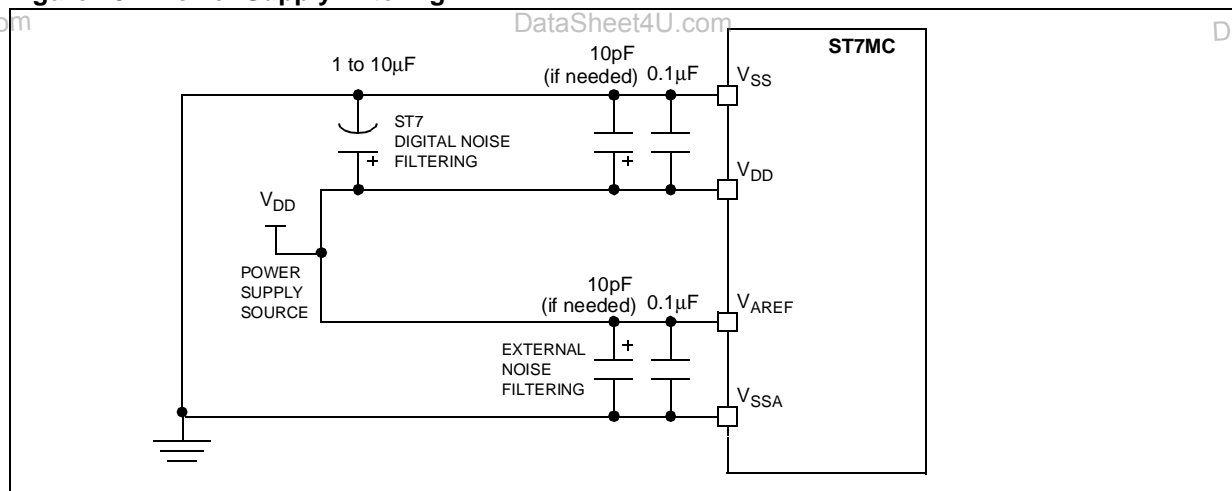 om
DataSheet4U.com
D
ST7MC
10pF
(if needed)
0.1μF
1 to 10μF
VSS
ST7
DIGITAL NOISE
FILTERING
+
+
VDD
VDD
POWER
SUPPLY
SOURCE
10pF
(if needed)
0.1μF
VAREF
EXTERNAL
NOISE
FILTERING
+
VSSA